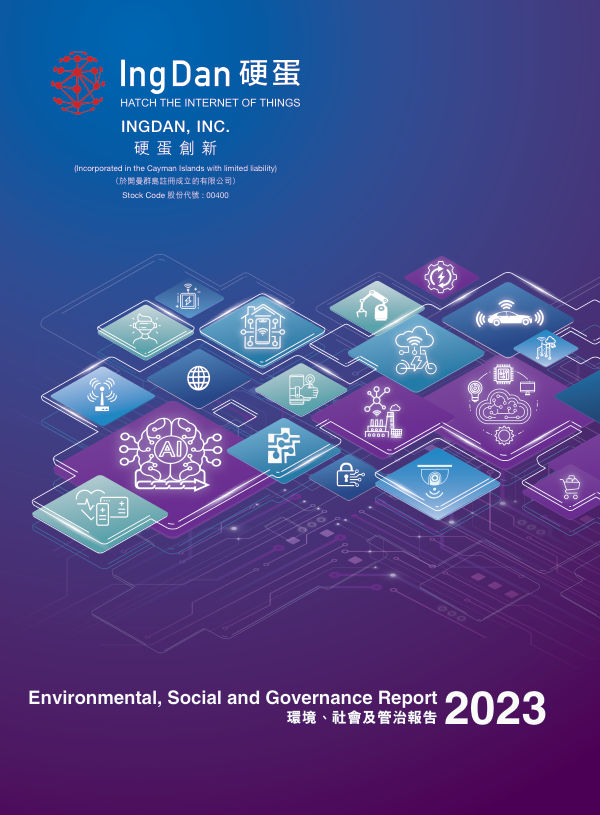 IngDan 硬蛋
HATCH THE INTERNET OF THINGS
INGDAN, INC.
硬蛋創新
(Incorporated in the Cayman Islands with limited liability)
（於開曼群島註冊成立的有限公司）
Stock Code 股份代號 : 00400
AI
Environmental, Social and Governance Report 2023
環境、社會及管治報告